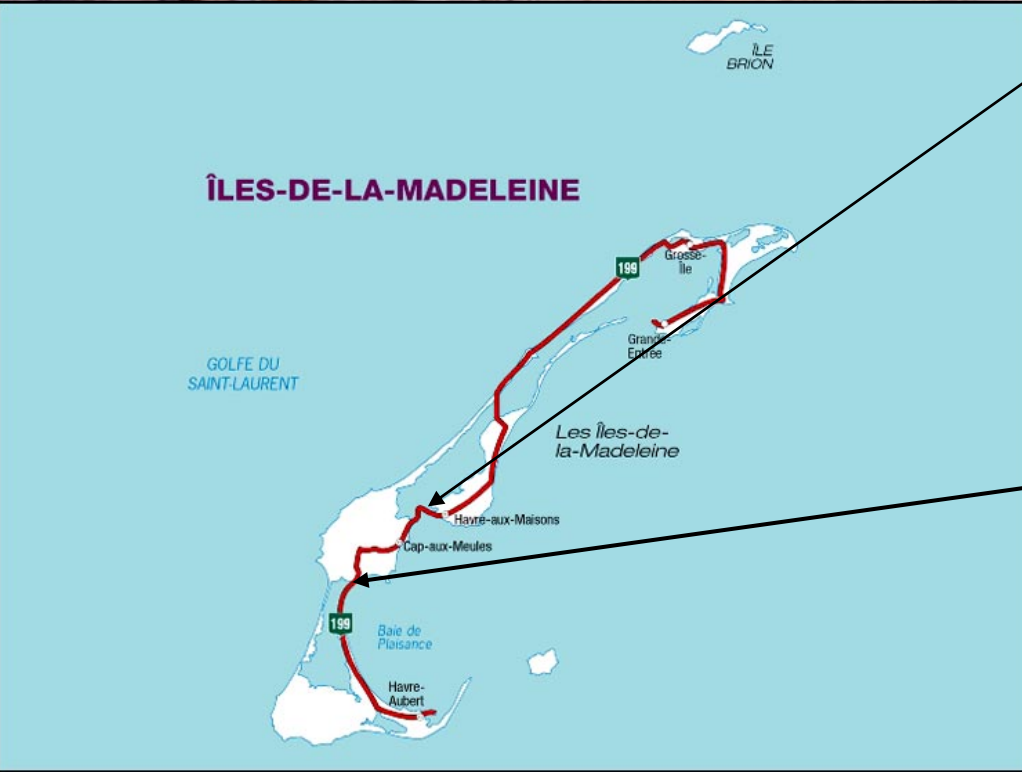 ÎLE
BRION
ÎLES-DE-LA-MADELEINE
199
Grosse-
Île
Grande-
Entrée
GOLFE DU
SAINT-LAURENT
Les Îles-de-
la-Madeleine
Havre-aux-Maisons
Cap-aux-Meules
199
Baie de
Plaisance
Havre-
Aubert